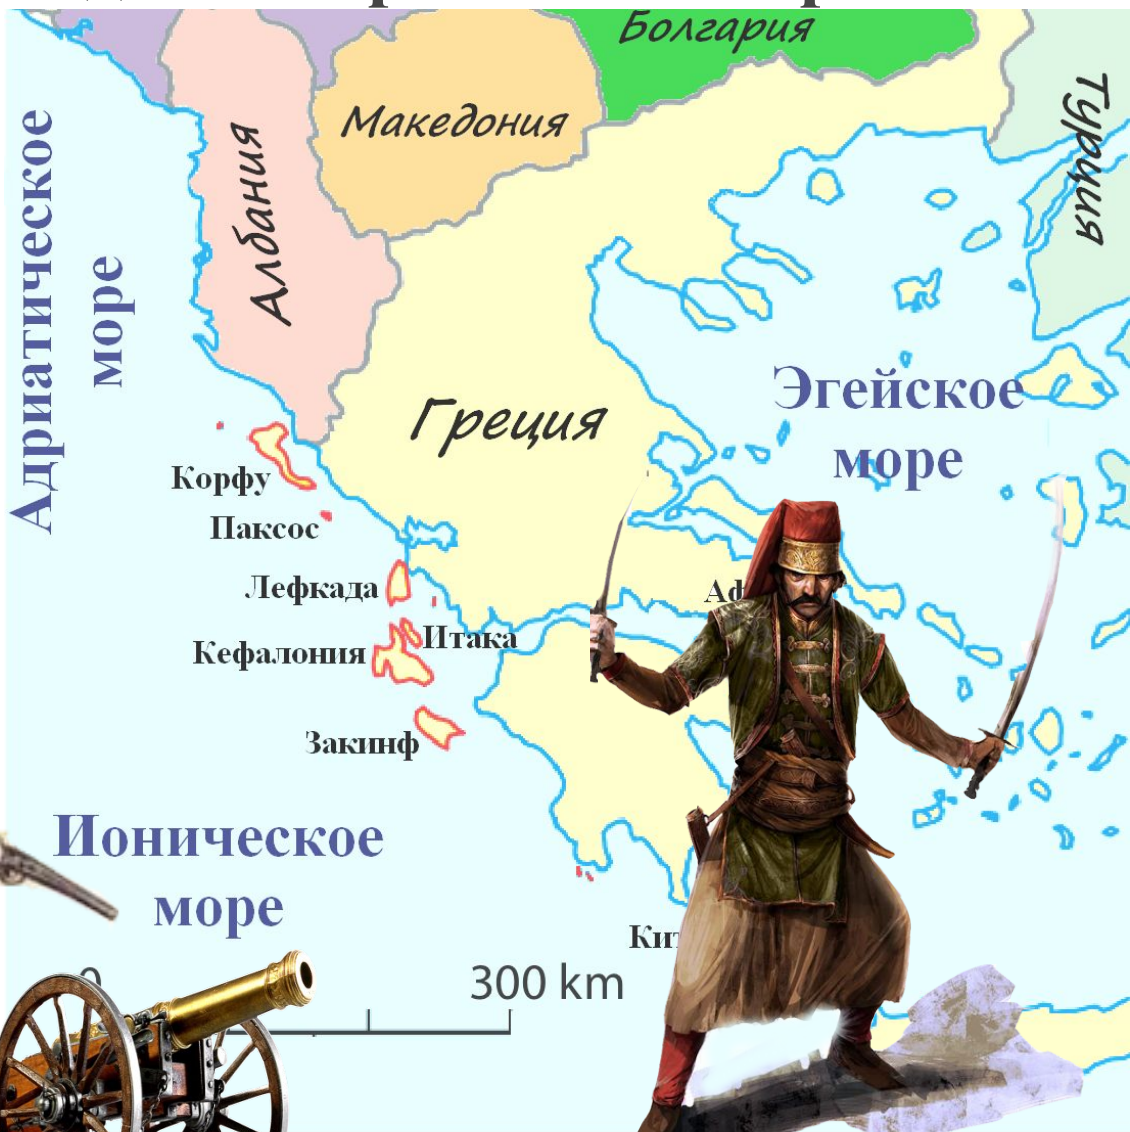 Болгария
Македония
Турция
Албания
Адриатическое
море
Греция
Эгейское
море
Корфу
Паксос
Лефкада
Итака
Кефалония
Закинф
Ионическое
море
0
300 km